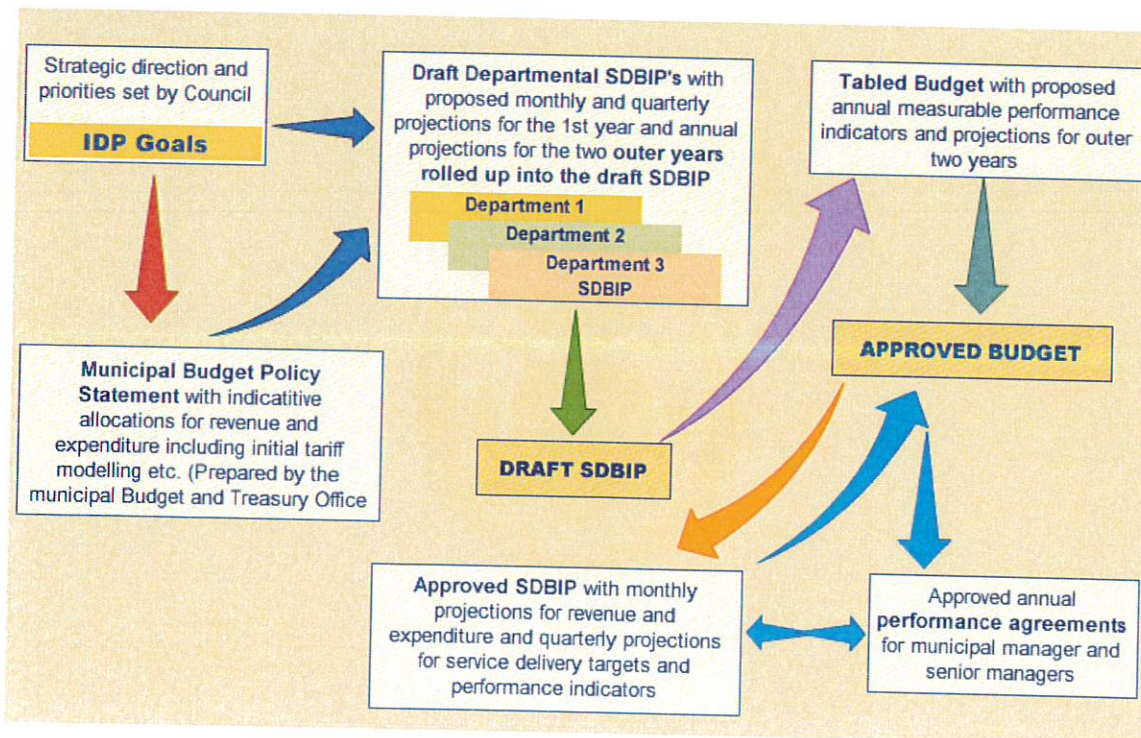 Strategic direction and
priorities set by Council
IDP Goals
Draft Departmental SDBIP's with
proposed monthly and quarterly
projections for the 1st year and annual
projections for the two outer years
rolled up into the draft SDBIP
Department 1
Department 2
Department 3
SDBIP
Tabled Budget with proposed
annual measurable performance
indicators and projections for outer
two years
Municipal Budget Policy
Statement with indicatitive
allocations for revenue and
expenditure including initial tariff
modelling etc. (Prepared by the
municipal Budget and Treasury Office
DRAFT SDBIP
APPROVED BUDGET
Approved SDBIP with monthly
projections for revenue and
expenditure and quarterly projections
for service delivery targets and
performance indicators
Approved annual
performance agreements
for municipal manager and
senior managers